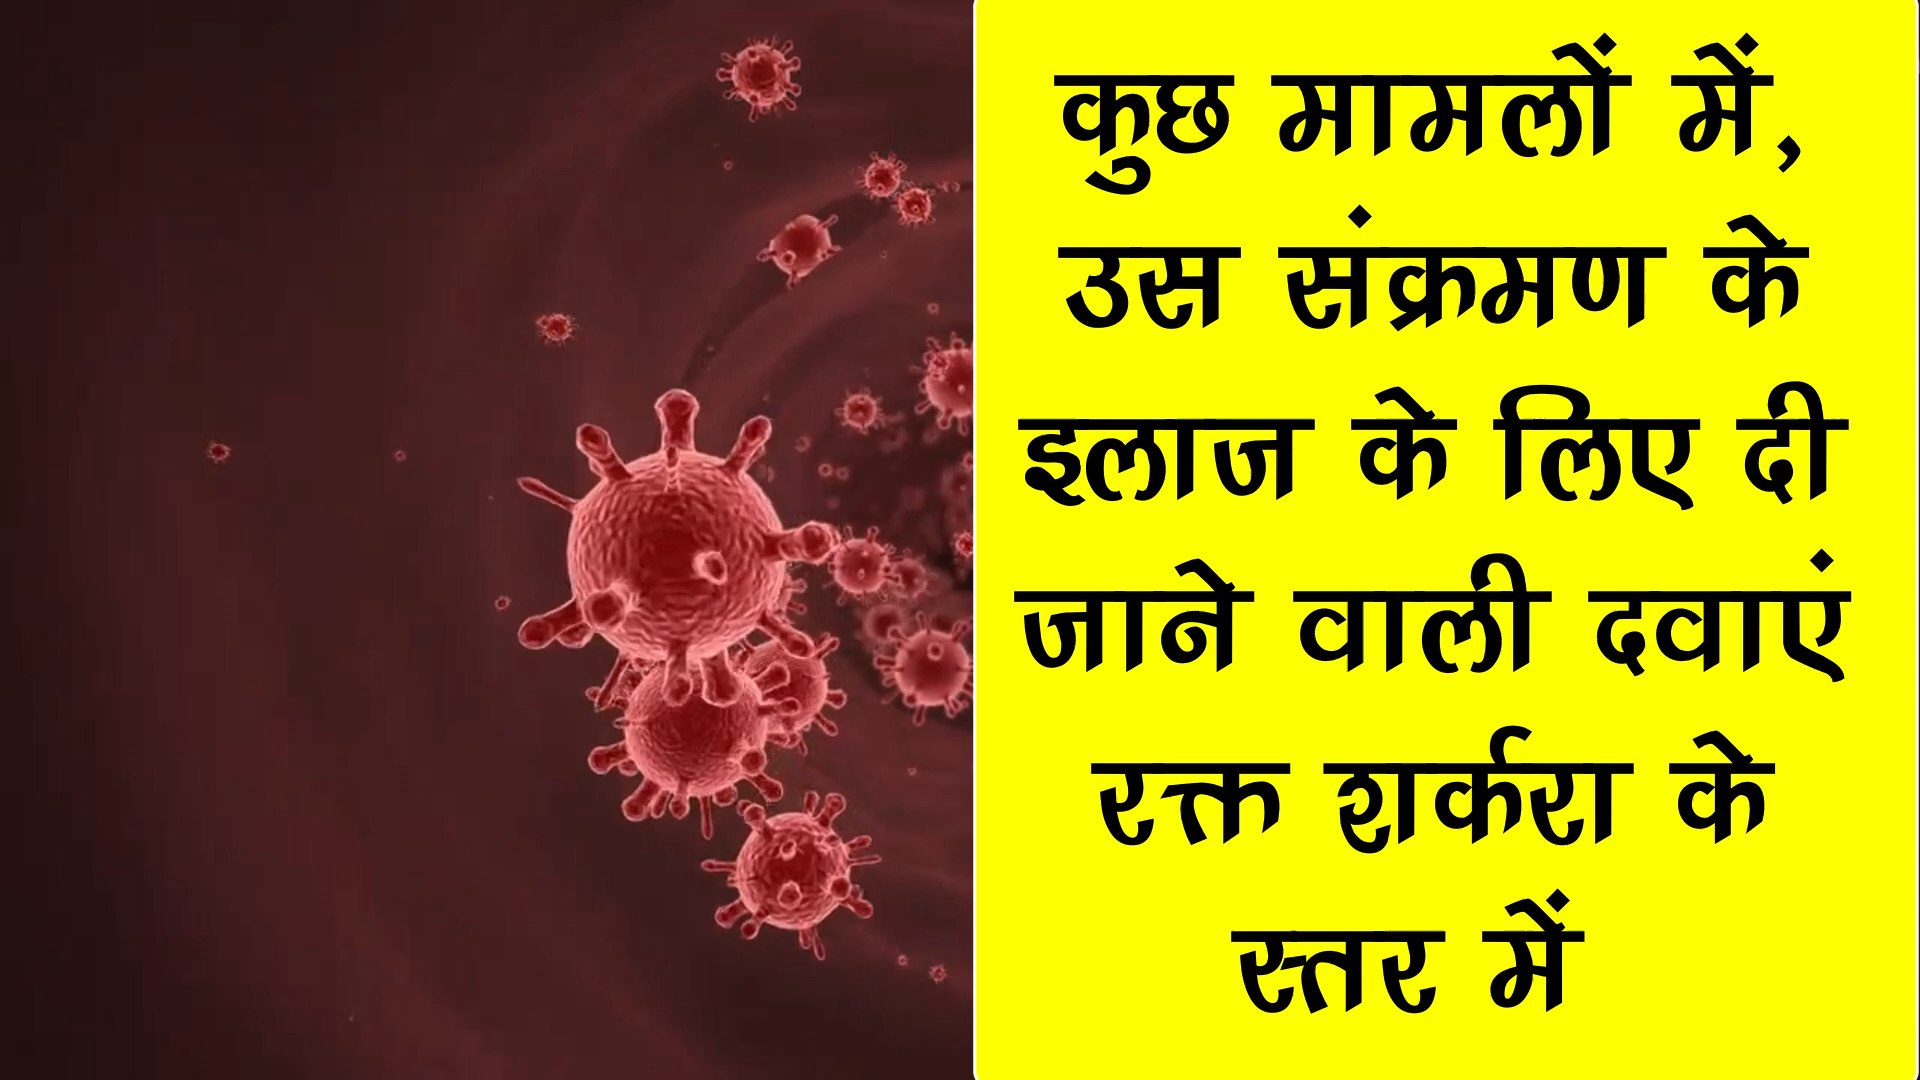 कुछ मामलों में,
उस संक्रमण के
इलाज के लिए दी
जाने वाली दवाएं
रक्त शर्करा के
स्तर में